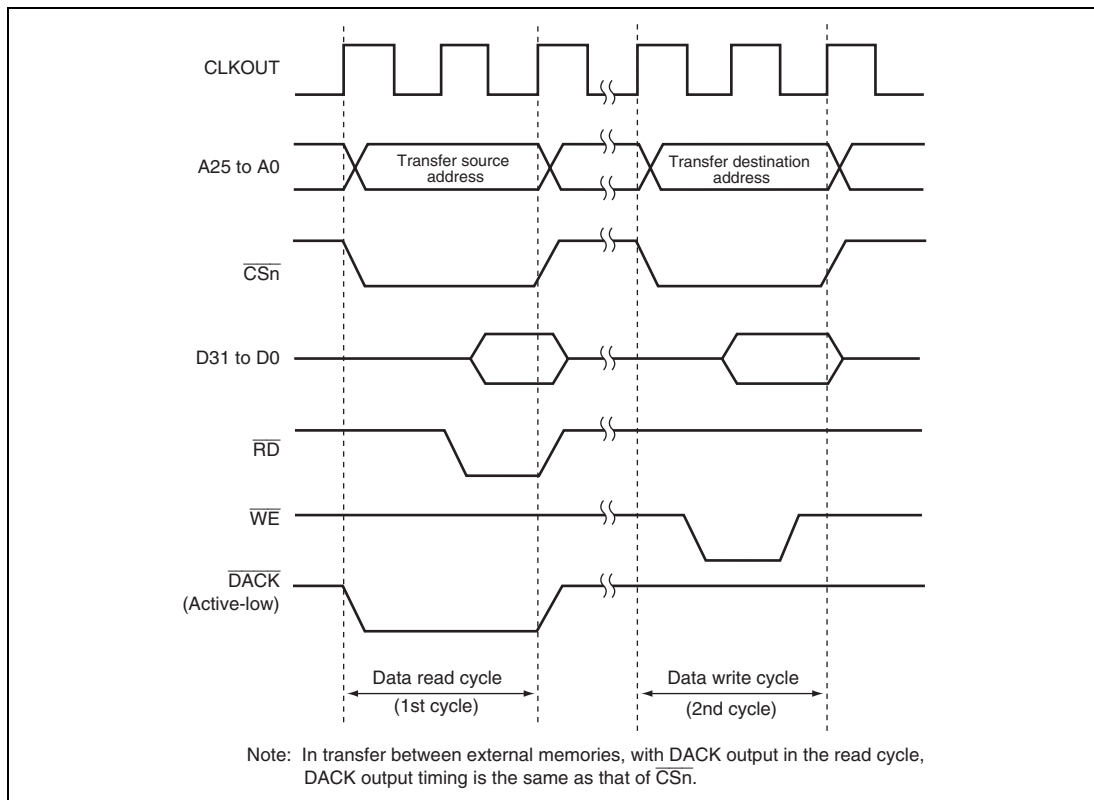 CLKOUT
A25 to A0
Transfer source
address
Transfer destination
address
CSn
D31 to D0
RD
WE
DACK
(Active-low)
Data read cycle
(1st cycle)
Data write cycle
(2nd cycle)
Note: In transfer between external memories, with DACK output in the read cycle,
DACK output timing is the same as that of CSn.